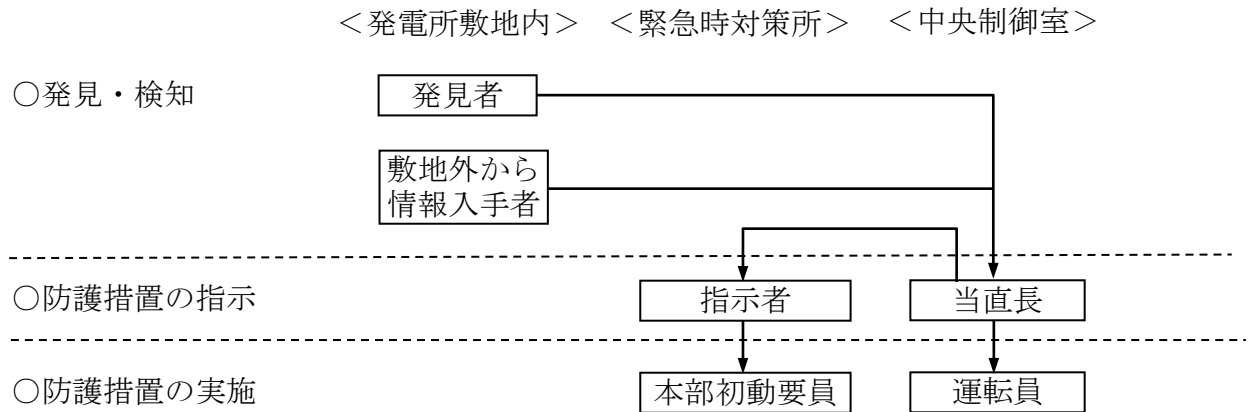 ＜発電所敷地内＞ ＜緊急時対策所＞ ＜中央制御室＞
○発見・検知
発見者
敷地外から
情報入手者
○防護措置の指示
指示者
当直長
○防護措置の実施
本部初動要員
運転員